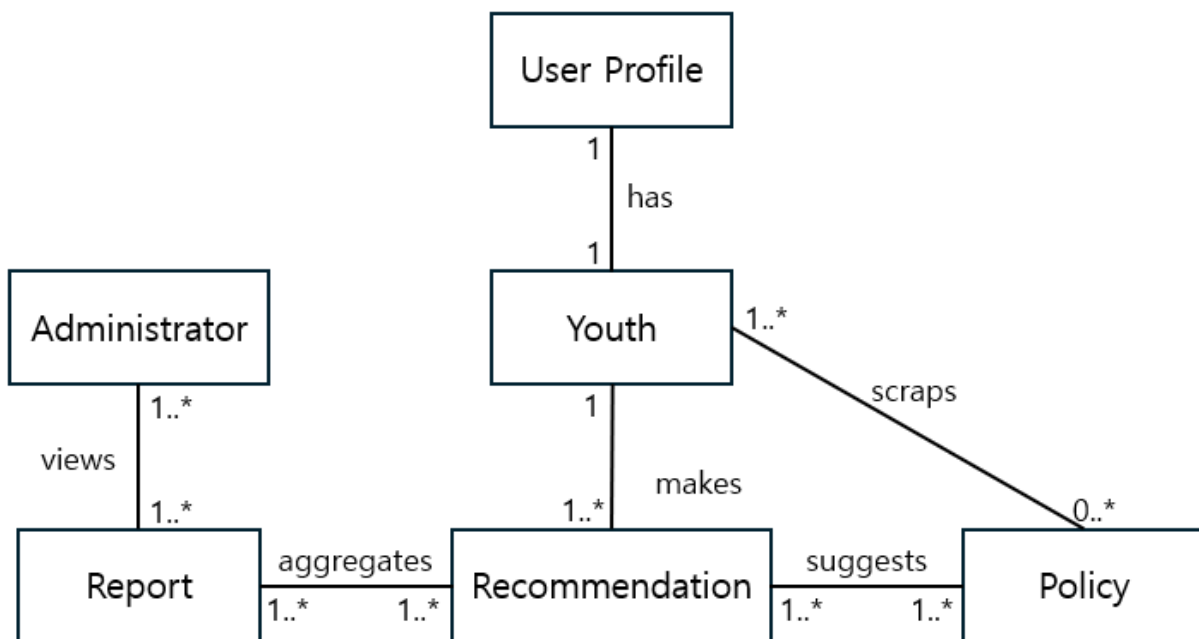 User Profile
1
has
1
Administrator
Youth
1..*
scraps
1..*
1
views
makes
1..*
1..*
0..*
Report
aggregates
Recommendation
suggests
Policy
1..*
1..*
1..*
1..*